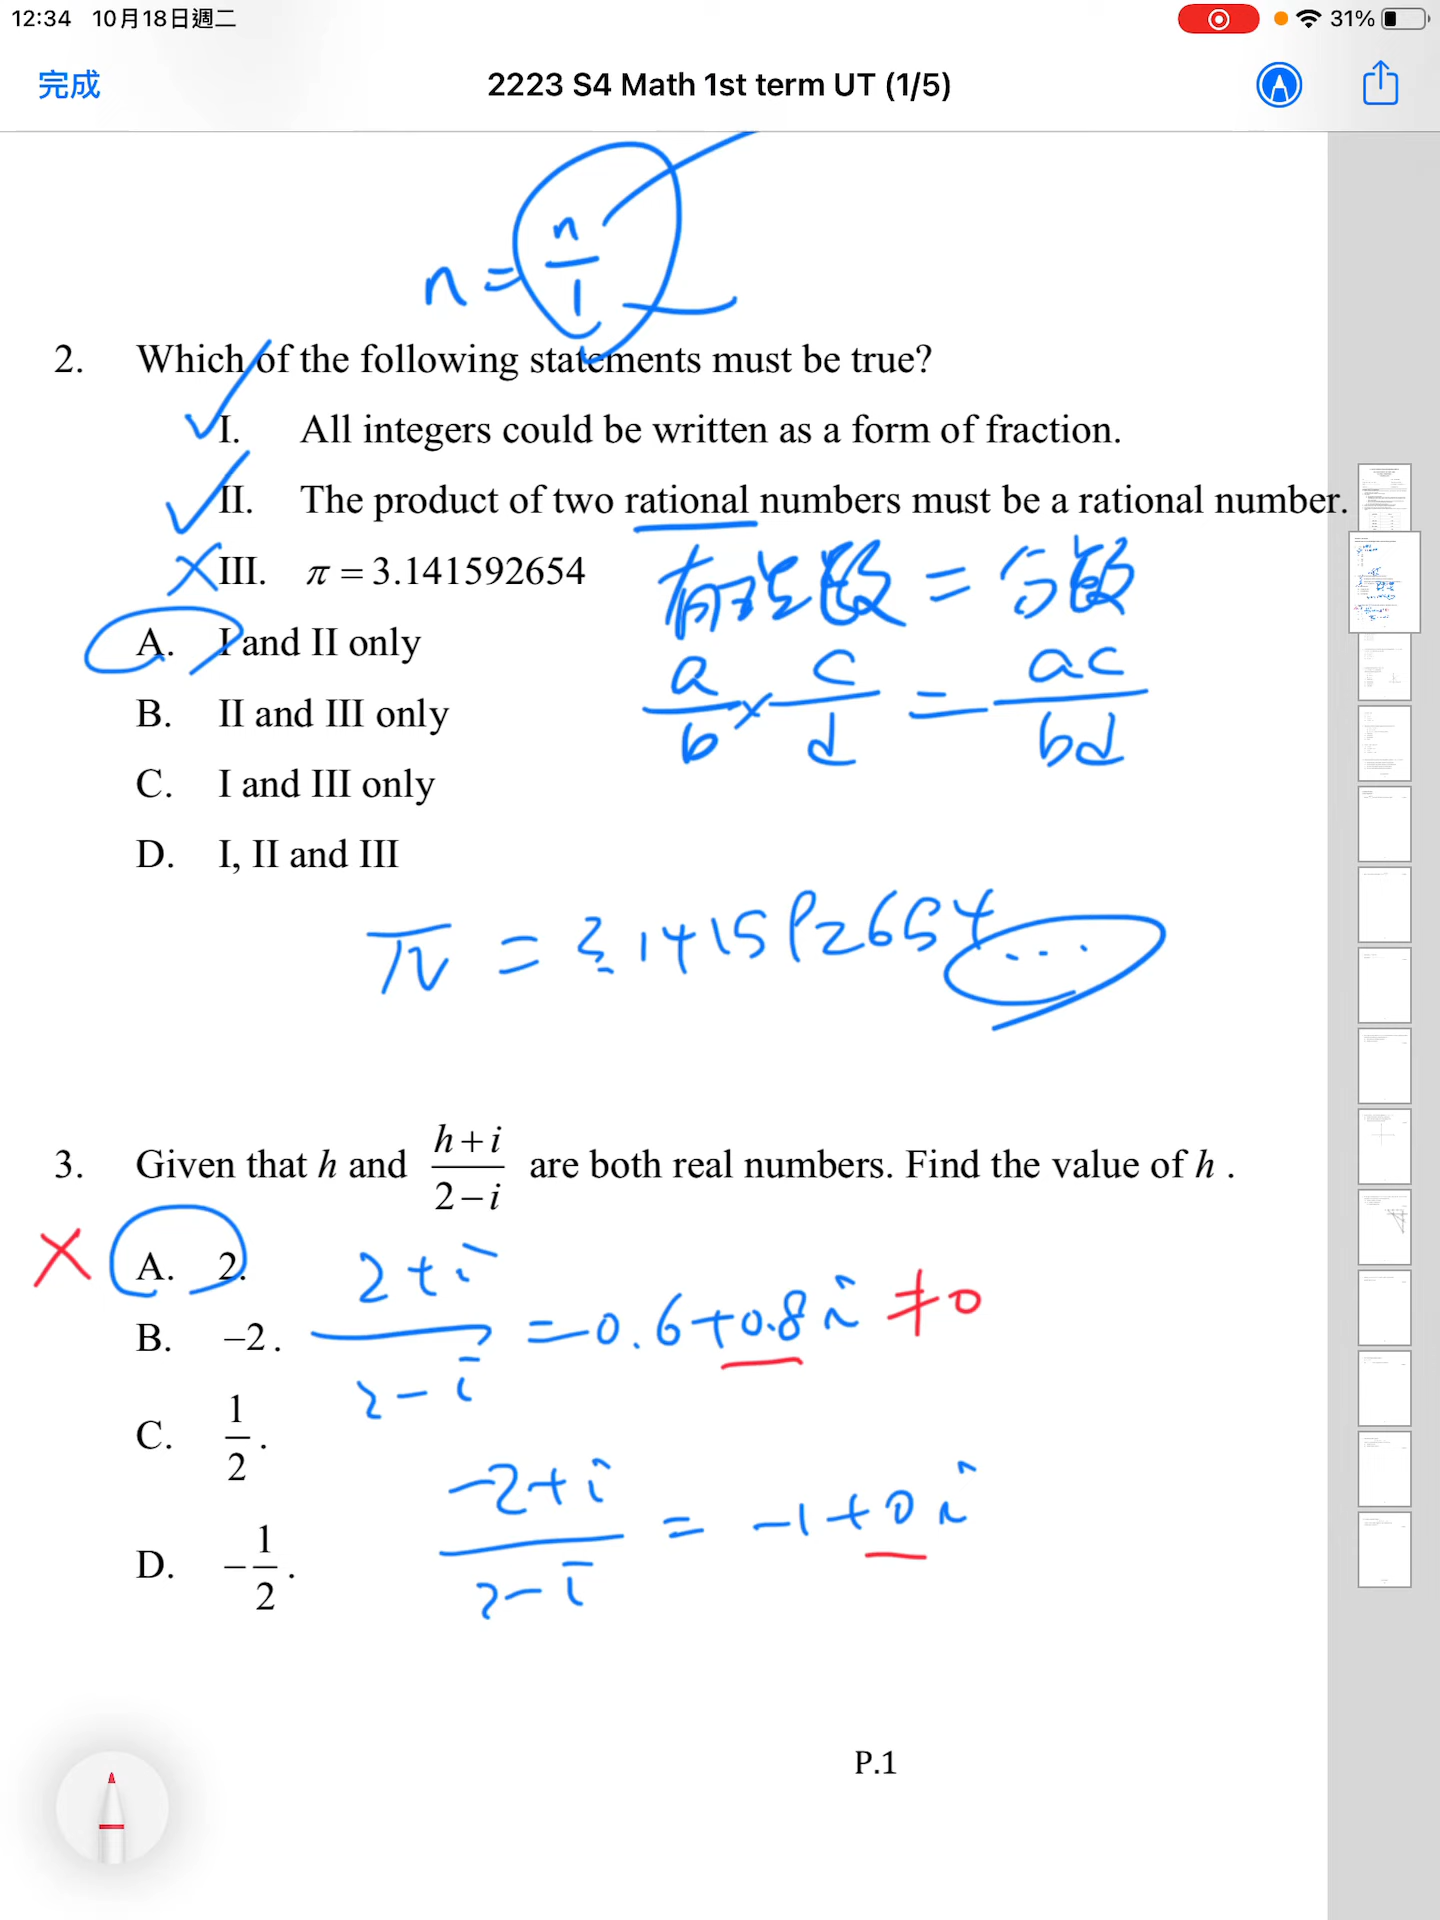 12:34 10月18日週二 31%
完成 2223 S4 Math 1st term UT (1/5)
n = n/1
2. Which of the following statements must be true?
I. All integers could be written as a form of fraction.
II. The product of two rational numbers must be a rational number.
III. π = 3.141592654
有理數 = 分數
A. I and II only
a/b × c/d = ac/bd
B. II and III only
C. I and III only
D. I, II and III
π = 3.141592654...
3. Given that h and (h+i)/(2−i) are both real numbers. Find the value of h .
A. 2.
(2+i)/(2−i) = 0.6+0.8i ≠0
B. −2.
C. 1/2.
(−2+i)/(2−i) = −1+0i
D. −1/2.
P.1